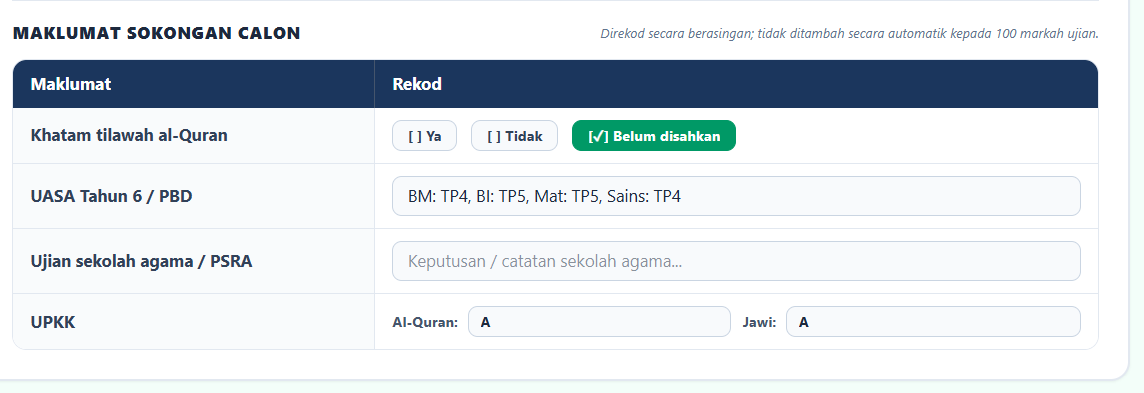 MAKLUMAT SOKONGAN CALON
Direkod secara berasingan; tidak ditambah secara automatik kepada 100 markah ujian.
Maklumat Rekod
Khatam tilawah al-Quran [ ] Ya [ ] Tidak [✓] Belum disahkan
UASA Tahun 6 / PBD BM: TP4, BI: TP5, Mat: TP5, Sains: TP4
Ujian sekolah agama / PSRA Keputusan / catatan sekolah agama...
UPKK Al-Quran: A Jawi: A